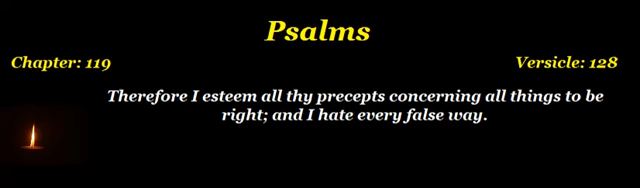 Psalms
Chapter: 119 Versicle: 128
Therefore I esteem all thy precepts concerning all things to be
right; and I hate every false way.